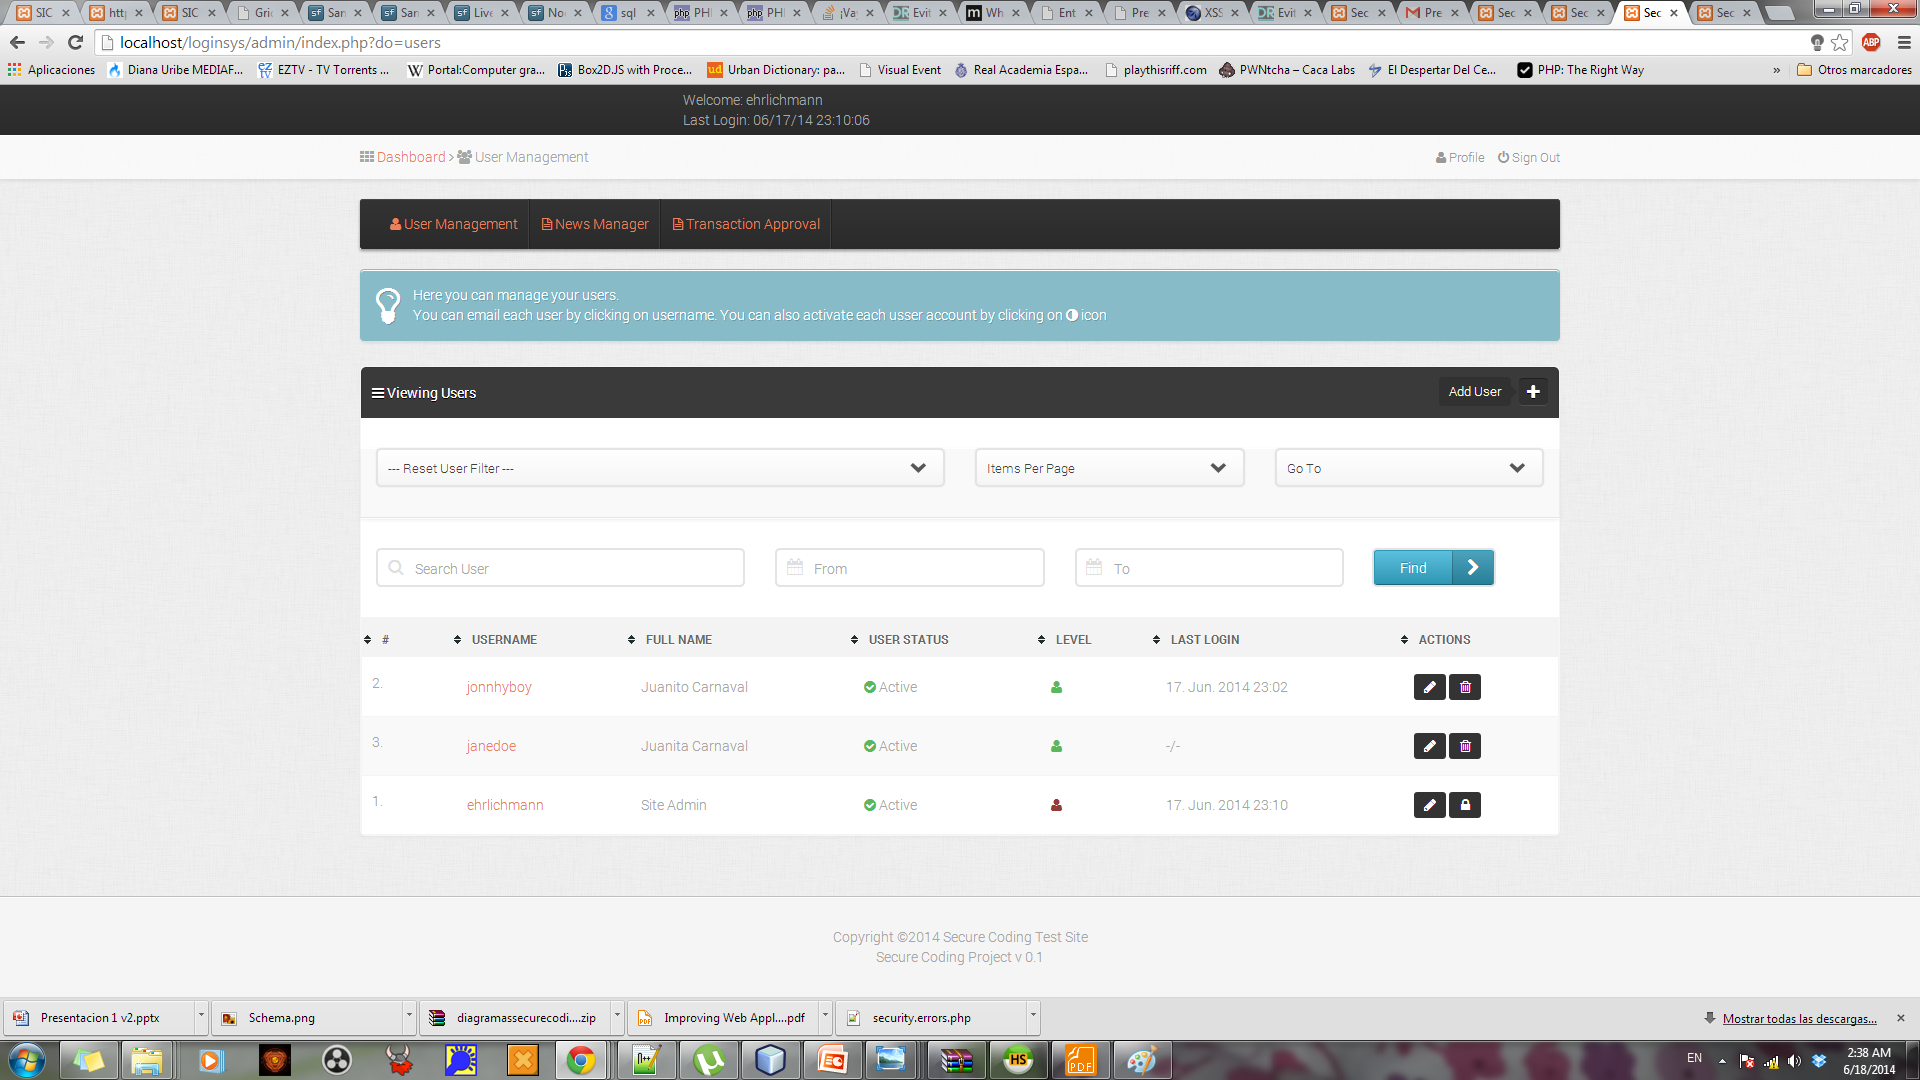 SIC
http
SIC
Gri
San
San
Live
No
sql
PH
PH
¡Va
Evit
Wh
Ent
Pre
XSS
Evit
Sec
Pre
Sec
Sec
Sec
Sec
localhost/loginsys/admin/index.php?do=users
Aplicaciones
Diana Uribe MEDIAF...
EZTV - TV Torrents ...
Portal:Computer gra...
Box2D.JS with Proce...
Urban Dictionary: pa...
Visual Event
Real Academia Espa...
playthisriff.com
PWNtcha – Caca Labs
El Despertar Del Ce...
PHP: The Right Way
»
Otros marcadores
Welcome: ehrlichmann
Last Login: 06/17/14 23:10:06
Dashboard › User Management
Profile
Sign Out
User Management
News Manager
Transaction Approval
Here you can manage your users.
You can email each user by clicking on username. You can also activate each usser account by clicking on icon
Viewing Users
Add User
--- Reset User Filter ---
Items Per Page
Go To
Search User
From
To
Find
# USERNAME FULL NAME USER STATUS LEVEL LAST LOGIN ACTIONS
2. jonnhyboy Juanito Carnaval Active 17. Jun. 2014 23:02
3. janedoe Juanita Carnaval Active -/-
1. ehrlichmann Site Admin Active 17. Jun. 2014 23:10
Copyright ©2014 Secure Coding Test Site
Secure Coding Project v 0.1
Presentacion 1 v2.pptx
Schema.png
diagramassecurecodi....zip
Improving Web Appl....pdf
security.errors.php
Mostrar todas las descargas...
EN
2:38 AM
6/18/2014